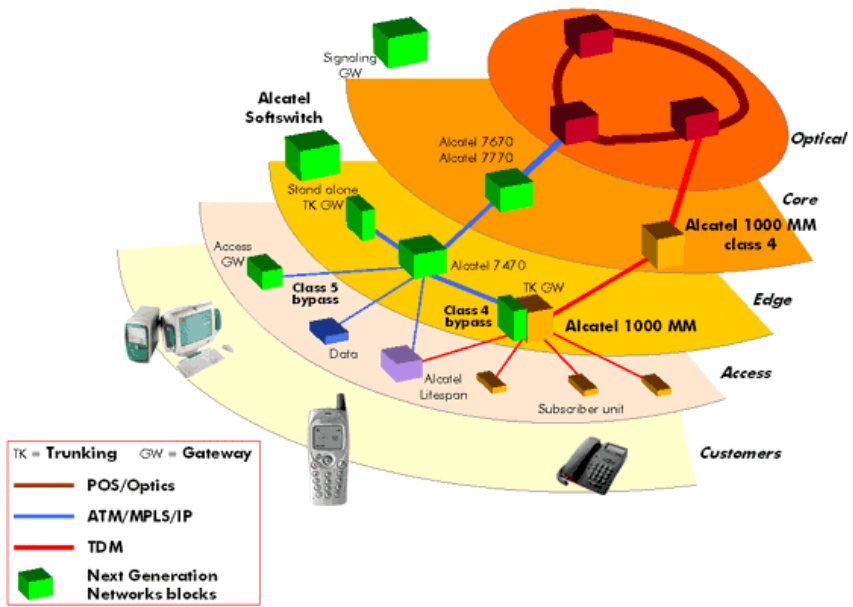 Signaling
GW
Alcatel
Softswitch
Optical
Alcatel 7670
Alcatel 7770
Core
Stand alone
TK GW
Alcatel 1000 MM
class 4
Access
GW
Alcatel 7470
Class 5
bypass
TK GW
Edge
Class 4
bypass
Alcatel 1000 MM
Data
Access
Alcatel
Litespan
Subscriber unit
Customers
TK = Trunking GW = Gateway
POS/Optics
ATM/MPLS/IP
TDM
Next Generation
Networks blocks